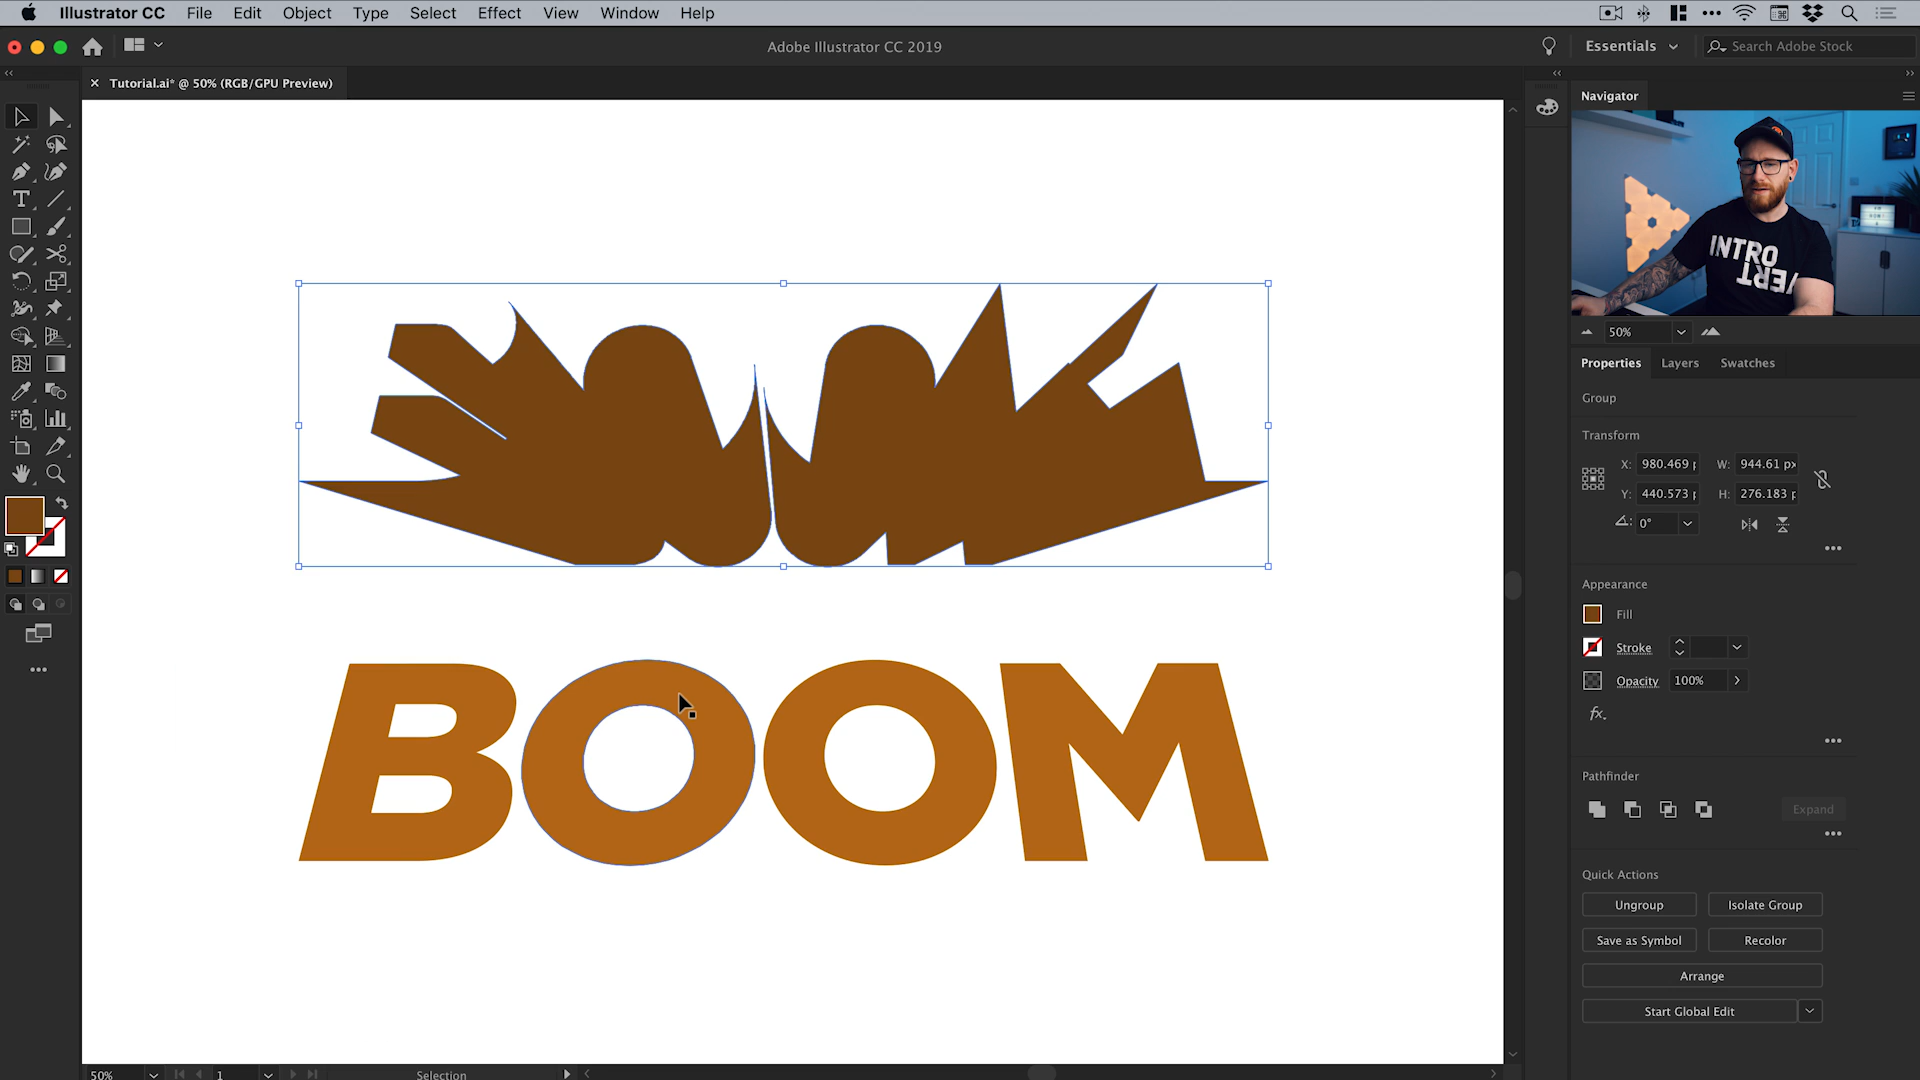 Illustrator CC File Edit Object Type Select Effect View Window Help
Adobe Illustrator CC 2019
Essentials
Search Adobe Stock
Tutorial.ai* @ 50% (RGB/GPU Preview)
Navigator
INTRO
VERT
50%
Properties Layers Swatches
Group
Transform
X: 980.469 p W: 944.61 px
Y: 440.573 p H: 276.183 p
0°
Appearance
Fill
Stroke
Opacity 100%
fx.
Pathfinder
Expand
Quick Actions
Ungroup Isolate Group
Save as Symbol Recolor
Arrange
Start Global Edit
BOOM
50% 1 Selection